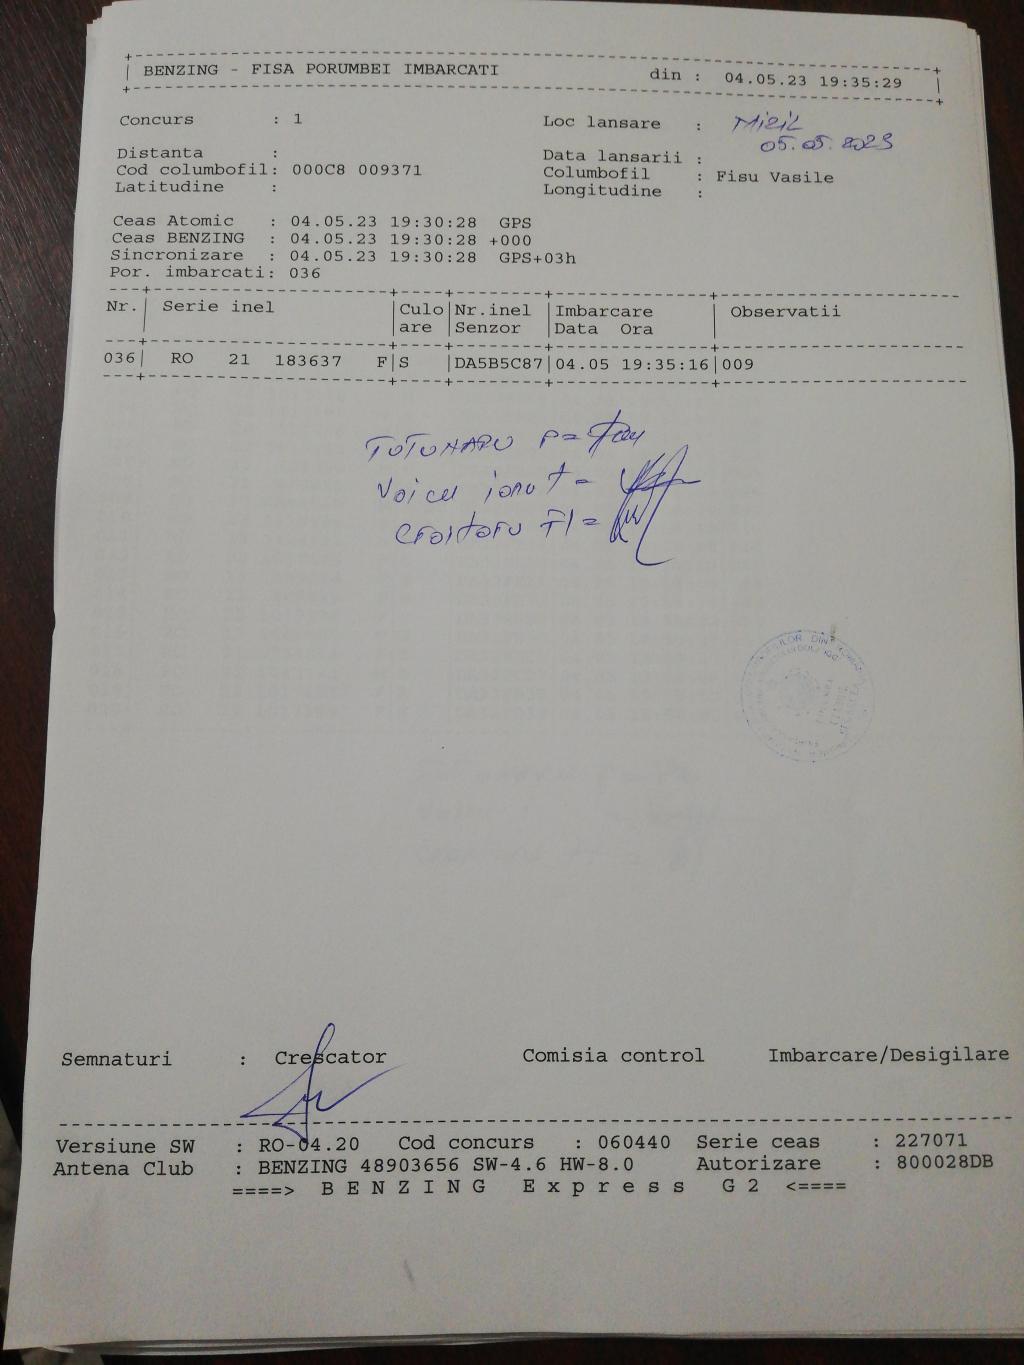 BENZING - FISA PORUMBEI IMBARCATI din : 04.05.23 19:35:29
Concurs : 1 Loc lansare : MIZIL
05.05.2023
Distanta : Data lansarii :
Cod columbofil: 000C8 009371 Columbofil : Fisu Vasile
Latitudine : Longitudine :
Ceas Atomic : 04.05.23 19:30:28 GPS
Ceas BENZING : 04.05.23 19:30:28 +000
Sincronizare : 04.05.23 19:30:28 GPS+03h
Por. imbarcati: 036
Nr. Serie inel Culo Nr.inel Imbarcare Observatii
are Senzor Data Ora
036 RO 21 183637 F S DA5B5C87 04.05 19:35:16 009
TUTUNARU P=
Voicu ionut =
Croitoru Fl =
Semnaturi : Crescator Comisia control Imbarcare/Desigilare
Versiune SW : RO-04.20 Cod concurs : 060440 Serie ceas : 227071
Antena Club : BENZING 48903656 SW-4.6 HW-8.0 Autorizare : 800028DB
====> B E N Z I N G E x p r e s s G 2 <====